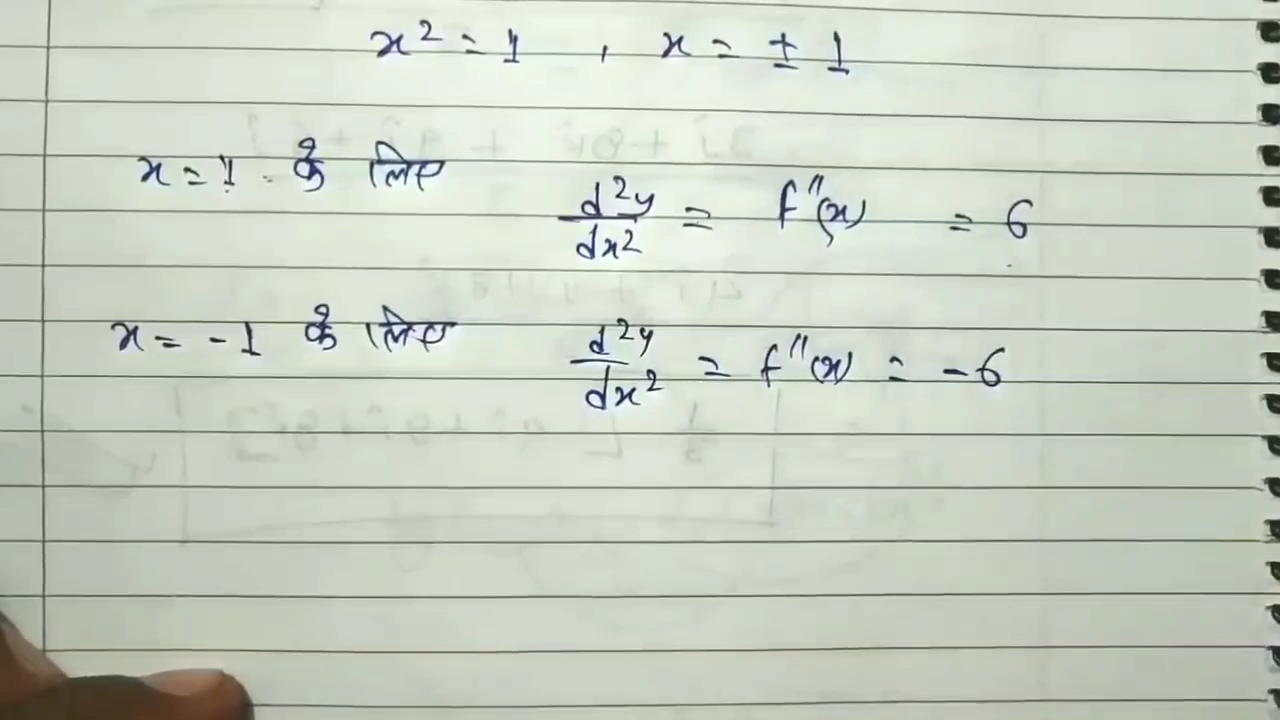 x² = 1 , x = ± 1
x = 1 के लिए d²y/dx² = f''(x) = 6
x = - 1 के लिए d²y/dx² = f''(x) = - 6